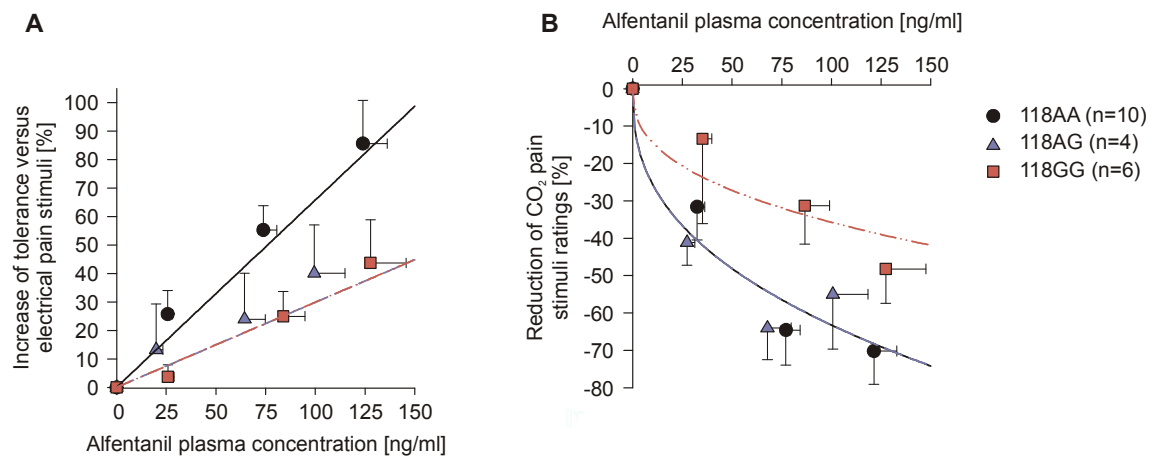 A
Increase of tolerance versus
electrical pain stimuli [%]
100
90
80
70
60
50
40
30
20
10
0
0 25 50 75 100 125 150
Alfentanil plasma concentration [ng/ml]
B
Alfentanil plasma concentration [ng/ml]
0 25 50 75 100 125 150
Reduction of CO₂ pain
stimuli ratings [%]
0
-10
-20
-30
-40
-50
-60
-70
-80
118AA (n=10)
118AG (n=4)
118GG (n=6)